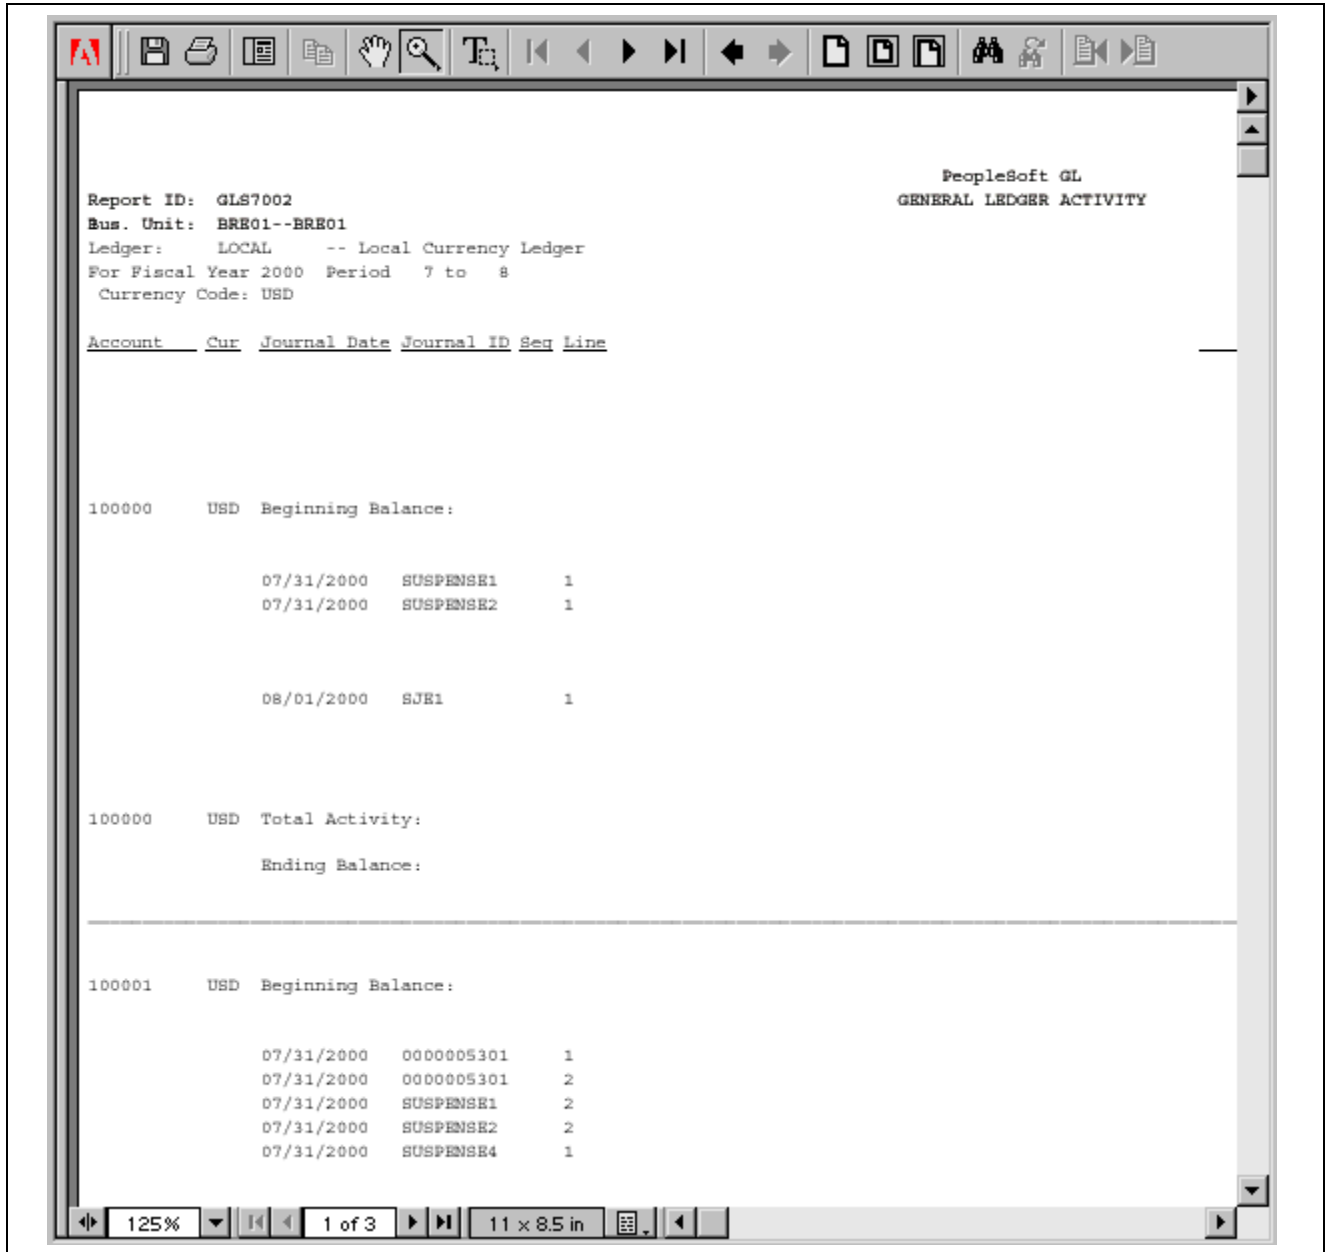 PeopleSoft GL
Report ID: GLS7002 GENERAL LEDGER ACTIVITY
Bus. Unit: BRE01--BRE01
Ledger: LOCAL -- Local Currency Ledger
For Fiscal Year 2000 Period 7 to 8
Currency Code: USD
Account Cur Journal Date Journal ID Seq Line
100000 USD Beginning Balance:
07/31/2000 SUSPENSE1 1
07/31/2000 SUSPENSE2 1
08/01/2000 SJE1 1
100000 USD Total Activity:
Ending Balance:
100001 USD Beginning Balance:
07/31/2000 0000005301 1
07/31/2000 0000005301 2
07/31/2000 SUSPENSE1 2
07/31/2000 SUSPENSE2 2
07/31/2000 SUSPENSE4 1
125% 1 of 3 11 x 8.5 in